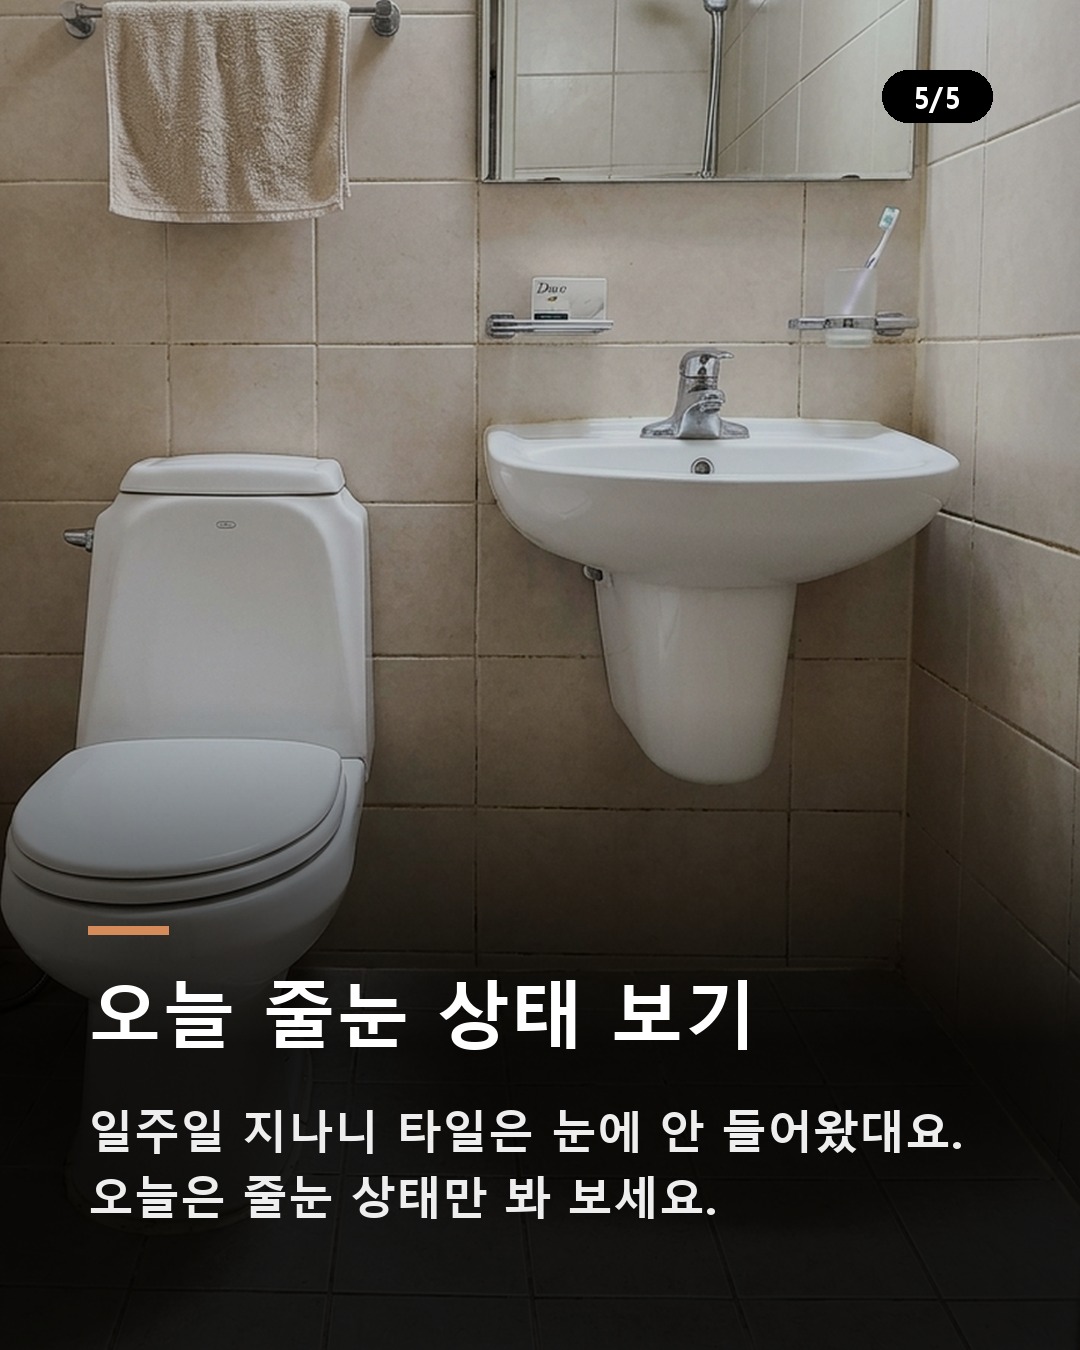 5/5
오늘 줄눈 상태 보기
일주일 지나니 타일은 눈에 안 들어왔대요.
오늘은 줄눈 상태만 봐 보세요.